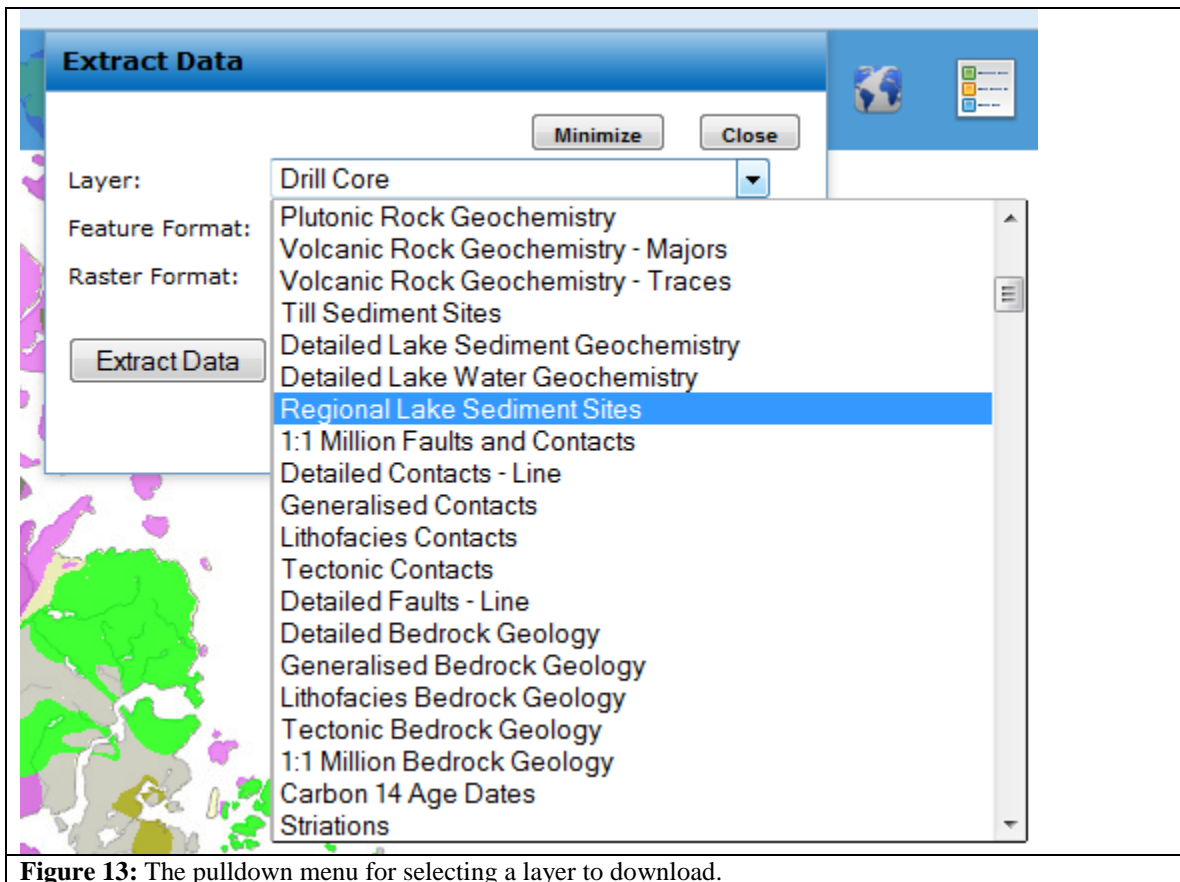 Extract Data
Minimize Close
Layer: Drill Core
Feature Format:
Raster Format:
Extract Data
Plutonic Rock Geochemistry
Volcanic Rock Geochemistry - Majors
Volcanic Rock Geochemistry - Traces
Till Sediment Sites
Detailed Lake Sediment Geochemistry
Detailed Lake Water Geochemistry
Regional Lake Sediment Sites
1:1 Million Faults and Contacts
Detailed Contacts - Line
Generalised Contacts
Lithofacies Contacts
Tectonic Contacts
Detailed Faults - Line
Detailed Bedrock Geology
Generalised Bedrock Geology
Lithofacies Bedrock Geology
Tectonic Bedrock Geology
1:1 Million Bedrock Geology
Carbon 14 Age Dates
Striations
Figure 13: The pulldown menu for selecting a layer to download.